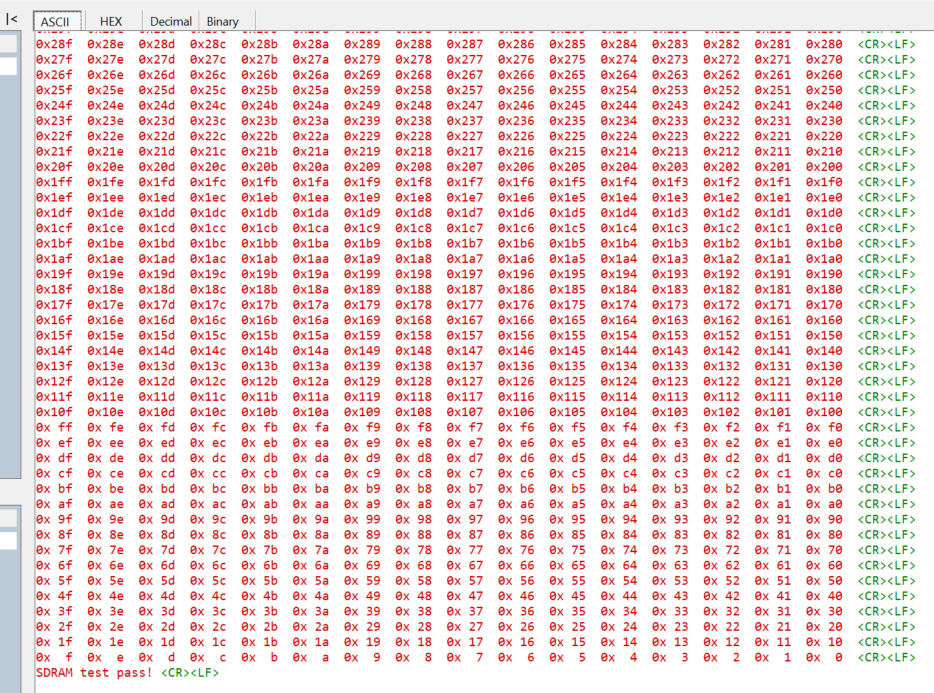 |< ASCII HEX Decimal Binary
0x28f 0x28e 0x28d 0x28c 0x28b 0x28a 0x289 0x288 0x287 0x286 0x285 0x284 0x283 0x282 0x281 0x280 <CR><LF>
0x27f 0x27e 0x27d 0x27c 0x27b 0x27a 0x279 0x278 0x277 0x276 0x275 0x274 0x273 0x272 0x271 0x270 <CR><LF>
0x26f 0x26e 0x26d 0x26c 0x26b 0x26a 0x269 0x268 0x267 0x266 0x265 0x264 0x263 0x262 0x261 0x260 <CR><LF>
0x25f 0x25e 0x25d 0x25c 0x25b 0x25a 0x259 0x258 0x257 0x256 0x255 0x254 0x253 0x252 0x251 0x250 <CR><LF>
0x24f 0x24e 0x24d 0x24c 0x24b 0x24a 0x249 0x248 0x247 0x246 0x245 0x244 0x243 0x242 0x241 0x240 <CR><LF>
0x23f 0x23e 0x23d 0x23c 0x23b 0x23a 0x239 0x238 0x237 0x236 0x235 0x234 0x233 0x232 0x231 0x230 <CR><LF>
0x22f 0x22e 0x22d 0x22c 0x22b 0x22a 0x229 0x228 0x227 0x226 0x225 0x224 0x223 0x222 0x221 0x220 <CR><LF>
0x21f 0x21e 0x21d 0x21c 0x21b 0x21a 0x219 0x218 0x217 0x216 0x215 0x214 0x213 0x212 0x211 0x210 <CR><LF>
0x20f 0x20e 0x20d 0x20c 0x20b 0x20a 0x209 0x208 0x207 0x206 0x205 0x204 0x203 0x202 0x201 0x200 <CR><LF>
0x1ff 0x1fe 0x1fd 0x1fc 0x1fb 0x1fa 0x1f9 0x1f8 0x1f7 0x1f6 0x1f5 0x1f4 0x1f3 0x1f2 0x1f1 0x1f0 <CR><LF>
0x1ef 0x1ee 0x1ed 0x1ec 0x1eb 0x1ea 0x1e9 0x1e8 0x1e7 0x1e6 0x1e5 0x1e4 0x1e3 0x1e2 0x1e1 0x1e0 <CR><LF>
0x1df 0x1de 0x1dd 0x1dc 0x1db 0x1da 0x1d9 0x1d8 0x1d7 0x1d6 0x1d5 0x1d4 0x1d3 0x1d2 0x1d1 0x1d0 <CR><LF>
0x1cf 0x1ce 0x1cd 0x1cc 0x1cb 0x1ca 0x1c9 0x1c8 0x1c7 0x1c6 0x1c5 0x1c4 0x1c3 0x1c2 0x1c1 0x1c0 <CR><LF>
0x1bf 0x1be 0x1bd 0x1bc 0x1bb 0x1ba 0x1b9 0x1b8 0x1b7 0x1b6 0x1b5 0x1b4 0x1b3 0x1b2 0x1b1 0x1b0 <CR><LF>
0x1af 0x1ae 0x1ad 0x1ac 0x1ab 0x1aa 0x1a9 0x1a8 0x1a7 0x1a6 0x1a5 0x1a4 0x1a3 0x1a2 0x1a1 0x1a0 <CR><LF>
0x19f 0x19e 0x19d 0x19c 0x19b 0x19a 0x199 0x198 0x197 0x196 0x195 0x194 0x193 0x192 0x191 0x190 <CR><LF>
0x18f 0x18e 0x18d 0x18c 0x18b 0x18a 0x189 0x188 0x187 0x186 0x185 0x184 0x183 0x182 0x181 0x180 <CR><LF>
0x17f 0x17e 0x17d 0x17c 0x17b 0x17a 0x179 0x178 0x177 0x176 0x175 0x174 0x173 0x172 0x171 0x170 <CR><LF>
0x16f 0x16e 0x16d 0x16c 0x16b 0x16a 0x169 0x168 0x167 0x166 0x165 0x164 0x163 0x162 0x161 0x160 <CR><LF>
0x15f 0x15e 0x15d 0x15c 0x15b 0x15a 0x159 0x158 0x157 0x156 0x155 0x154 0x153 0x152 0x151 0x150 <CR><LF>
0x14f 0x14e 0x14d 0x14c 0x14b 0x14a 0x149 0x148 0x147 0x146 0x145 0x144 0x143 0x142 0x141 0x140 <CR><LF>
0x13f 0x13e 0x13d 0x13c 0x13b 0x13a 0x139 0x138 0x137 0x136 0x135 0x134 0x133 0x132 0x131 0x130 <CR><LF>
0x12f 0x12e 0x12d 0x12c 0x12b 0x12a 0x129 0x128 0x127 0x126 0x125 0x124 0x123 0x122 0x121 0x120 <CR><LF>
0x11f 0x11e 0x11d 0x11c 0x11b 0x11a 0x119 0x118 0x117 0x116 0x115 0x114 0x113 0x112 0x111 0x110 <CR><LF>
0x10f 0x10e 0x10d 0x10c 0x10b 0x10a 0x109 0x108 0x107 0x106 0x105 0x104 0x103 0x102 0x101 0x100 <CR><LF>
0x ff 0x fe 0x fd 0x fc 0x fb 0x fa 0x f9 0x f8 0x f7 0x f6 0x f5 0x f4 0x f3 0x f2 0x f1 0x f0 <CR><LF>
0x ef 0x ee 0x ed 0x ec 0x eb 0x ea 0x e9 0x e8 0x e7 0x e6 0x e5 0x e4 0x e3 0x e2 0x e1 0x e0 <CR><LF>
0x df 0x de 0x dd 0x dc 0x db 0x da 0x d9 0x d8 0x d7 0x d6 0x d5 0x d4 0x d3 0x d2 0x d1 0x d0 <CR><LF>
0x cf 0x ce 0x cd 0x cc 0x cb 0x ca 0x c9 0x c8 0x c7 0x c6 0x c5 0x c4 0x c3 0x c2 0x c1 0x c0 <CR><LF>
0x bf 0x be 0x bd 0x bc 0x bb 0x ba 0x b9 0x b8 0x b7 0x b6 0x b5 0x b4 0x b3 0x b2 0x b1 0x b0 <CR><LF>
0x af 0x ae 0x ad 0x ac 0x ab 0x aa 0x a9 0x a8 0x a7 0x a6 0x a5 0x a4 0x a3 0x a2 0x a1 0x a0 <CR><LF>
0x 9f 0x 9e 0x 9d 0x 9c 0x 9b 0x 9a 0x 99 0x 98 0x 97 0x 96 0x 95 0x 94 0x 93 0x 92 0x 91 0x 90 <CR><LF>
0x 8f 0x 8e 0x 8d 0x 8c 0x 8b 0x 8a 0x 89 0x 88 0x 87 0x 86 0x 85 0x 84 0x 83 0x 82 0x 81 0x 80 <CR><LF>
0x 7f 0x 7e 0x 7d 0x 7c 0x 7b 0x 7a 0x 79 0x 78 0x 77 0x 76 0x 75 0x 74 0x 73 0x 72 0x 71 0x 70 <CR><LF>
0x 6f 0x 6e 0x 6d 0x 6c 0x 6b 0x 6a 0x 69 0x 68 0x 67 0x 66 0x 65 0x 64 0x 63 0x 62 0x 61 0x 60 <CR><LF>
0x 5f 0x 5e 0x 5d 0x 5c 0x 5b 0x 5a 0x 59 0x 58 0x 57 0x 56 0x 55 0x 54 0x 53 0x 52 0x 51 0x 50 <CR><LF>
0x 4f 0x 4e 0x 4d 0x 4c 0x 4b 0x 4a 0x 49 0x 48 0x 47 0x 46 0x 45 0x 44 0x 43 0x 42 0x 41 0x 40 <CR><LF>
0x 3f 0x 3e 0x 3d 0x 3c 0x 3b 0x 3a 0x 39 0x 38 0x 37 0x 36 0x 35 0x 34 0x 33 0x 32 0x 31 0x 30 <CR><LF>
0x 2f 0x 2e 0x 2d 0x 2c 0x 2b 0x 2a 0x 29 0x 28 0x 27 0x 26 0x 25 0x 24 0x 23 0x 22 0x 21 0x 20 <CR><LF>
0x 1f 0x 1e 0x 1d 0x 1c 0x 1b 0x 1a 0x 19 0x 18 0x 17 0x 16 0x 15 0x 14 0x 13 0x 12 0x 11 0x 10 <CR><LF>
0x  f 0x  e 0x  d 0x  c 0x  b 0x  a 0x  9 0x  8 0x  7 0x  6 0x  5 0x  4 0x  3 0x  2 0x  1 0x  0 <CR><LF>
SDRAM test pass! <CR><LF>